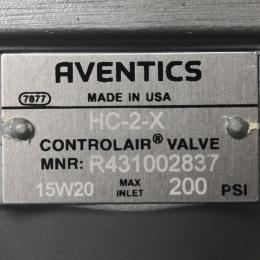 AVENTICS
7877 MADE IN USA
HC-2-X
CONTROLAIR® VALVE
MNR: R431002837
15W20 MAX INLET 200 PSI